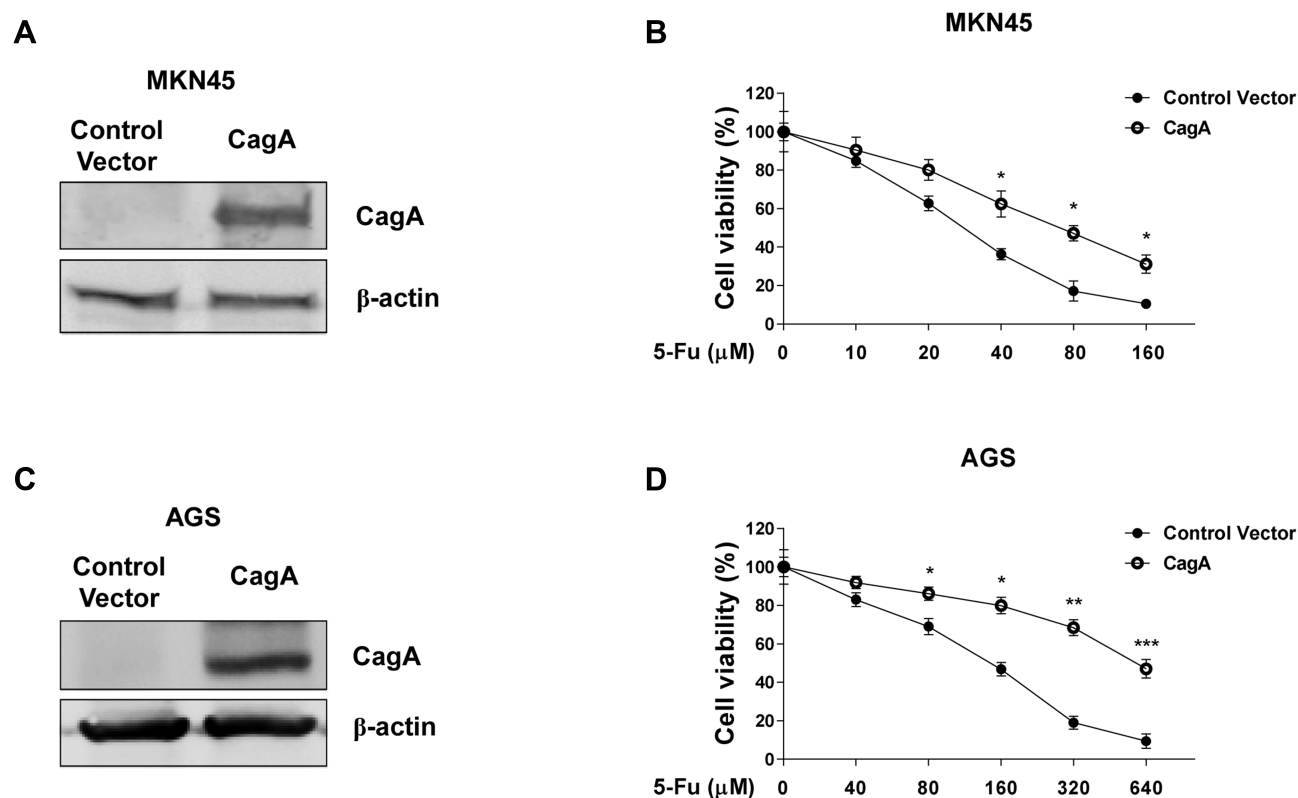 A
MKN45
Control
Vector
CagA
CagA
β-actin
B
MKN45
Control Vector
CagA
Cell viability (%)
120
100
80
60
40
20
0
*
*
*
5-Fu (μM)
0 10 20 40 80 160
C
AGS
Control
Vector
CagA
CagA
β-actin
D
AGS
Control Vector
CagA
Cell viability (%)
120
100
80
60
40
20
0
*
*
**
***
5-Fu (μM)
0 40 80 160 320 640